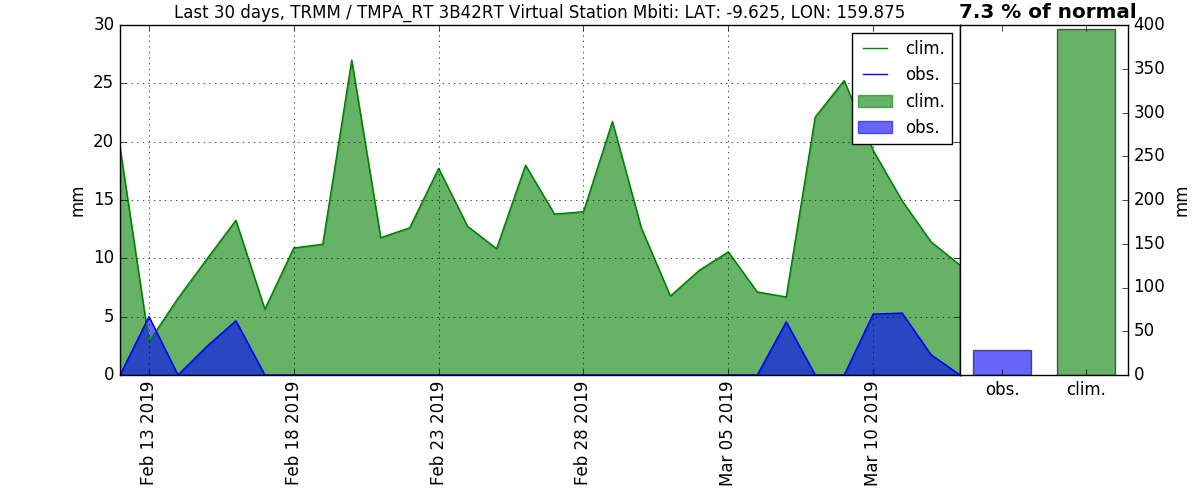 Last 30 days, TRMM / TMPA_RT 3B42RT Virtual Station Mbiti: LAT: -9.625, LON: 159.875
7.3 % of normal
30
25
20
15
10
5
0
mm
clim.
obs.
clim.
obs.
400
350
300
250
200
150
100
50
0
mm
Feb 13 2019
Feb 18 2019
Feb 23 2019
Feb 28 2019
Mar 05 2019
Mar 10 2019
obs.
clim.